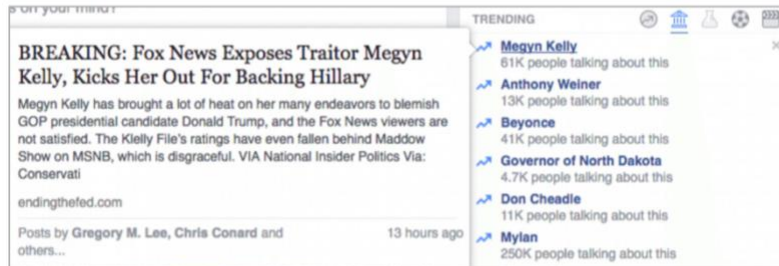 s on your mind?
BREAKING: Fox News Exposes Traitor Megyn
Kelly, Kicks Her Out For Backing Hillary
Megyn Kelly has brought a lot of heat on her many endeavors to blemish
GOP presidential candidate Donald Trump, and the Fox News viewers are
not satisfied. The Klelly File's ratings have even fallen behind Maddow
Show on MSNB, which is disgraceful. VIA National Insider Politics Via:
Conservati
endingthefed.com
Posts by Gregory M. Lee, Chris Conard and
others...
13 hours ago
TRENDING
Megyn Kelly
61K people talking about this
Anthony Weiner
13K people talking about this
Beyonce
41K people talking about this
Governor of North Dakota
4.7K people talking about this
Don Cheadle
11K people talking about this
Mylan
250K people talking about this